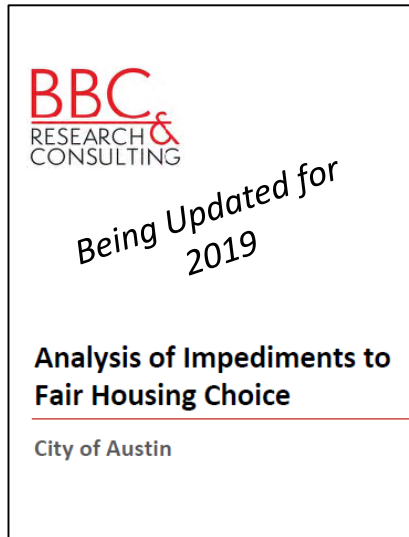 BBC
RESEARCH &
CONSULTING
Being Updated for
2019
Analysis of Impediments to
Fair Housing Choice
City of Austin